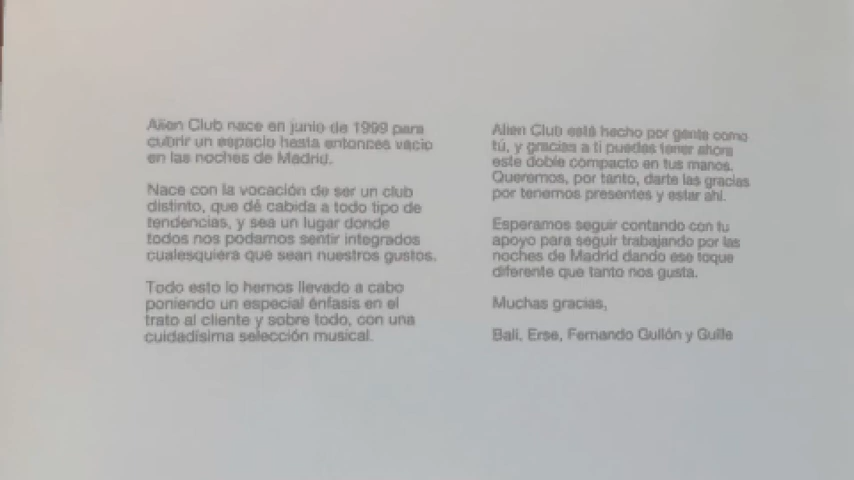 Alien Club nace en junio de 1999 para
cubrir un espacio hasta entonces vacio
en las noches de Madrid.
Nace con la vocación de ser un club
distinto, que dé cabida a todo tipo de
tendencias, y sea un lugar donde
todos nos podamos sentir integrados
cualesquiera que sean nuestros gustos.
Todo esto lo hemos llevado a cabo
poniendo un especial énfasis en el
trato al cliente y sobre todo, con una
cuidadísima selección musical.
Alien Club está hecho por gente como
tú, y gracias a ti puedes tener ahora
este doble compacto en tus manos.
Queremos, por tanto, darte las gracias
por tenernos presentes y estar ahí.
Esperamos seguir contando con tu
apoyo para seguir trabajando por las
noches de Madrid dando ese toque
diferente que tanto nos gusta.
Muchas gracias,
Bali, Erse, Fernando Gullón y Guille